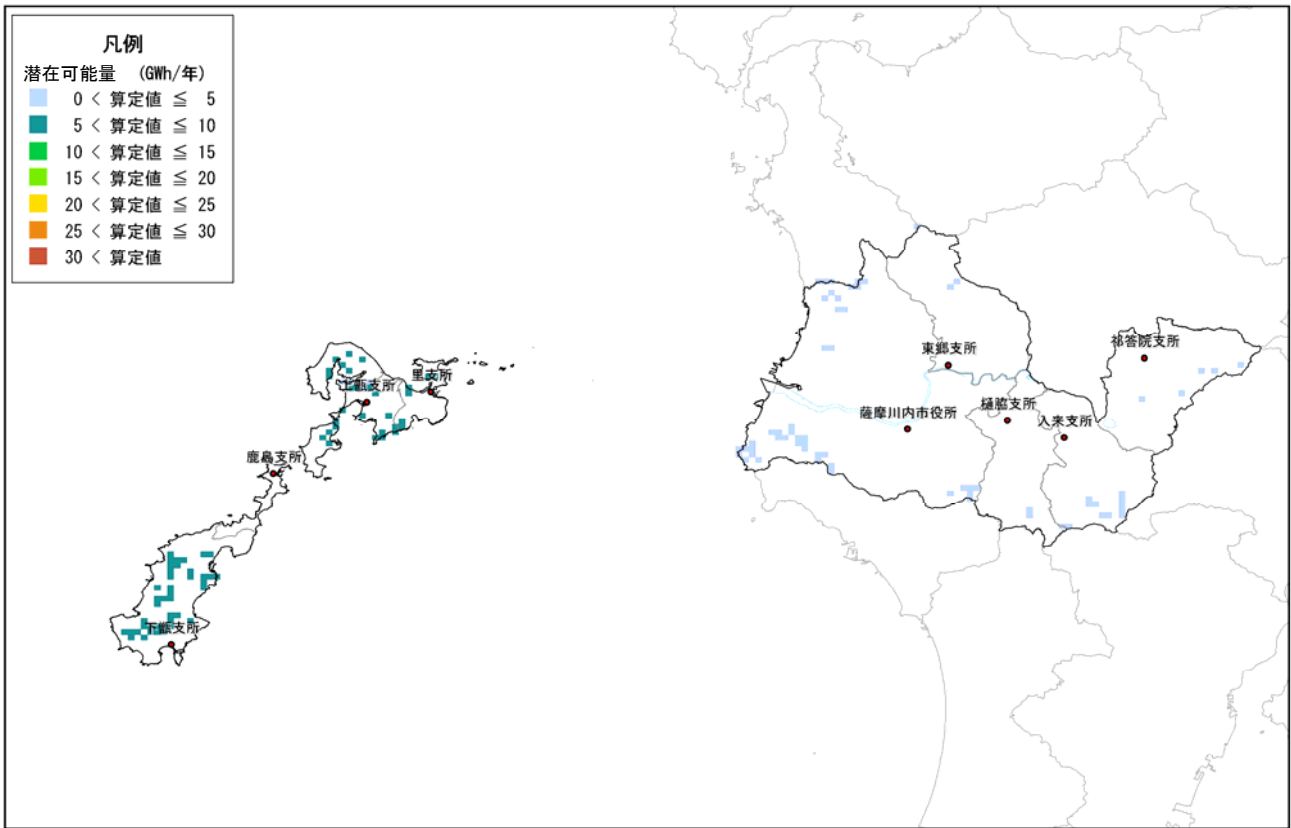 凡例
潜在可能量 (GWh/年)
0 < 算定値 ≦ 5
5 < 算定値 ≦ 10
10 < 算定値 ≦ 15
15 < 算定値 ≦ 20
20 < 算定値 ≦ 25
25 < 算定値 ≦ 30
30 < 算定値
祁答院支所
東郷支所
里支所
上甑支所
樋脇支所
薩摩川内市役所
入来支所
鹿島支所
下甑支所